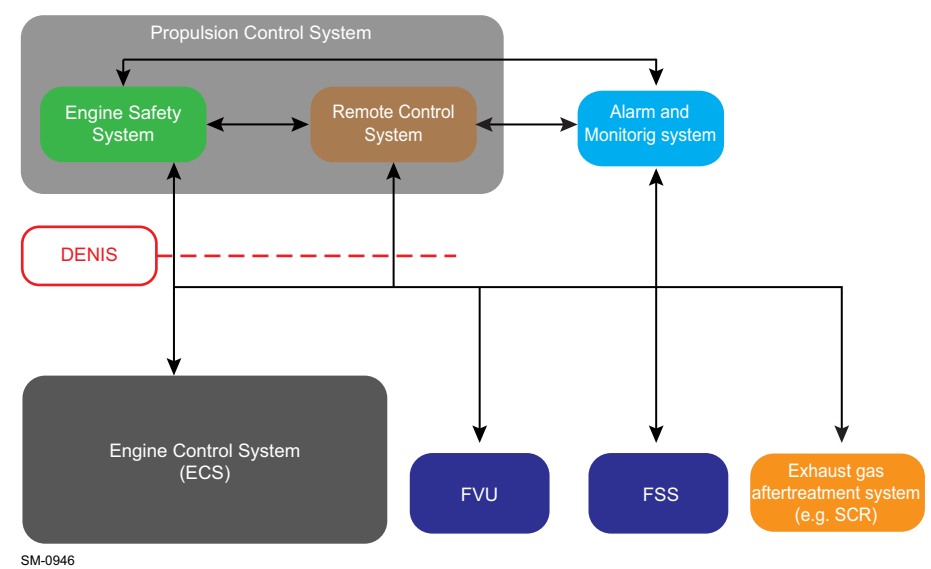 Propulsion Control System
Engine Safety
System
Remote Control
System
Alarm and
Monitorig system
DENIS
Engine Control System
(ECS)
FVU
FSS
Exhaust gas
aftertreatment system
(e.g. SCR)
SM-0946